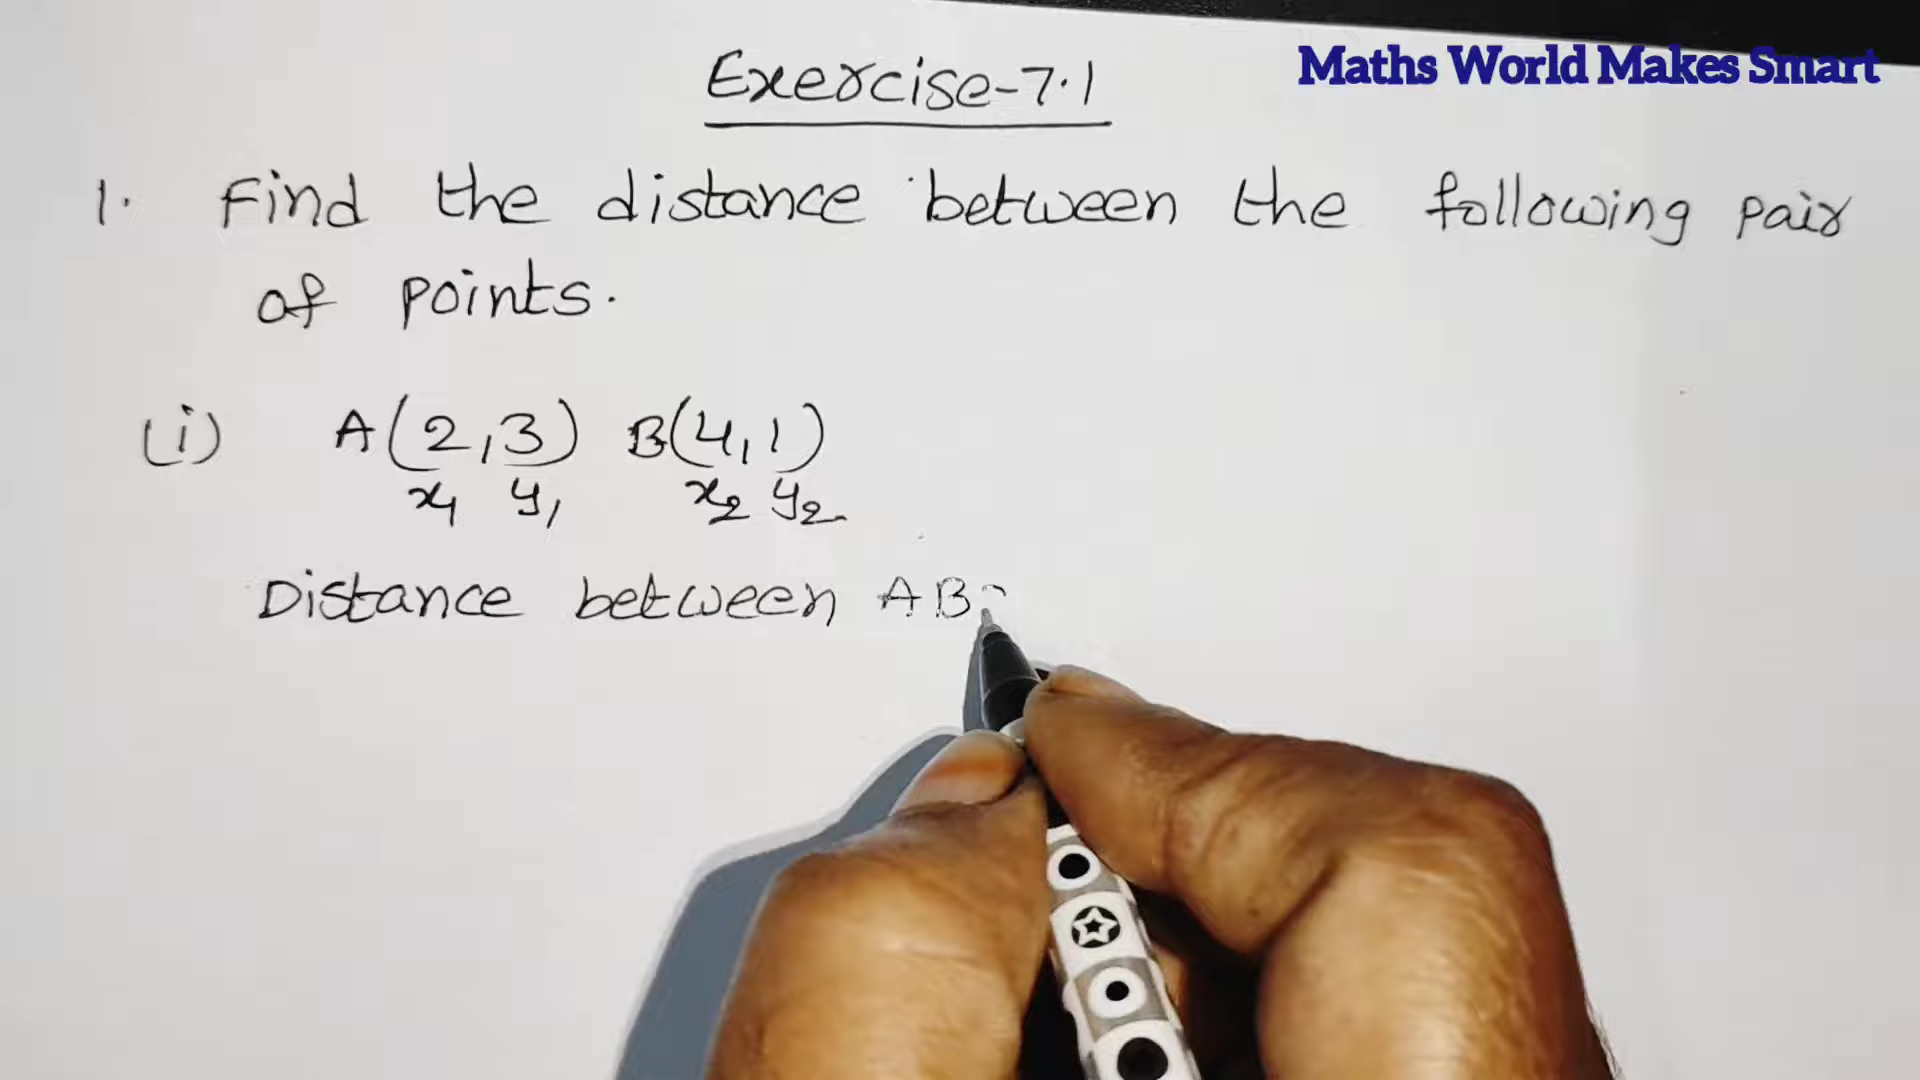 Maths World Makes Smart
Exercise-7.1
1. Find the distance between the following pair
of points.
(i) A(2,3) B(4,1)
x1 y1 x2 y2
Distance between AB